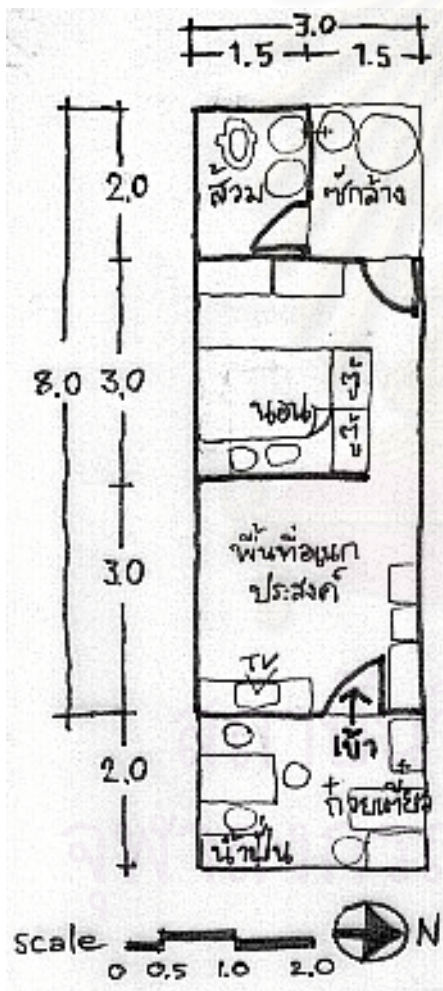 3.0
1.5 1.5
2.0
ส้วม ซักล้าง
8.0 3.0
นอน ตู้
ตู้
3.0
พื้นที่อเนก
ประสงค์
TV
เข้า
2.0
ก๋วยเตี๋ยว
น้ำปั่น
scale 0 0.5 1.0 2.0
N